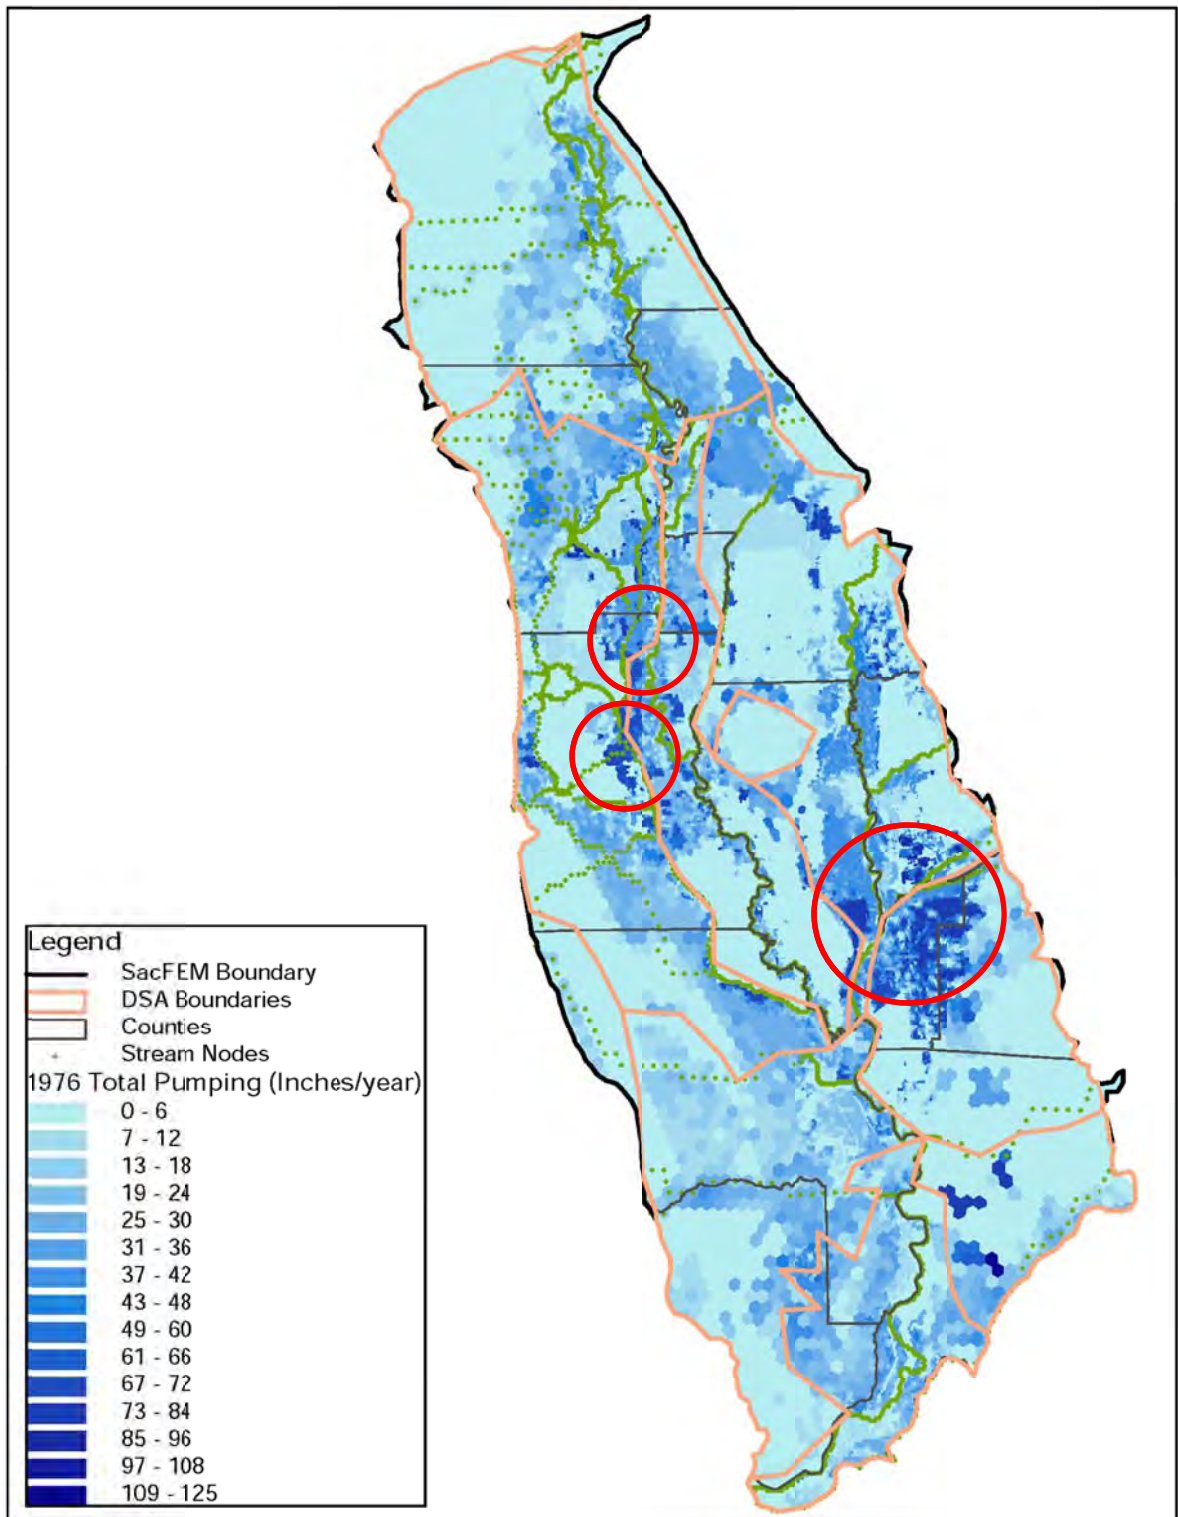 Legend
SacFEM Boundary
DSA Boundaries
Counties
Stream Nodes
1976 Total Pumping (Inches/year)
0 - 6
7 - 12
13 - 18
19 - 24
25 - 30
31 - 36
37 - 42
43 - 48
49 - 60
61 - 66
67 - 72
73 - 84
85 - 96
97 - 108
109 - 125